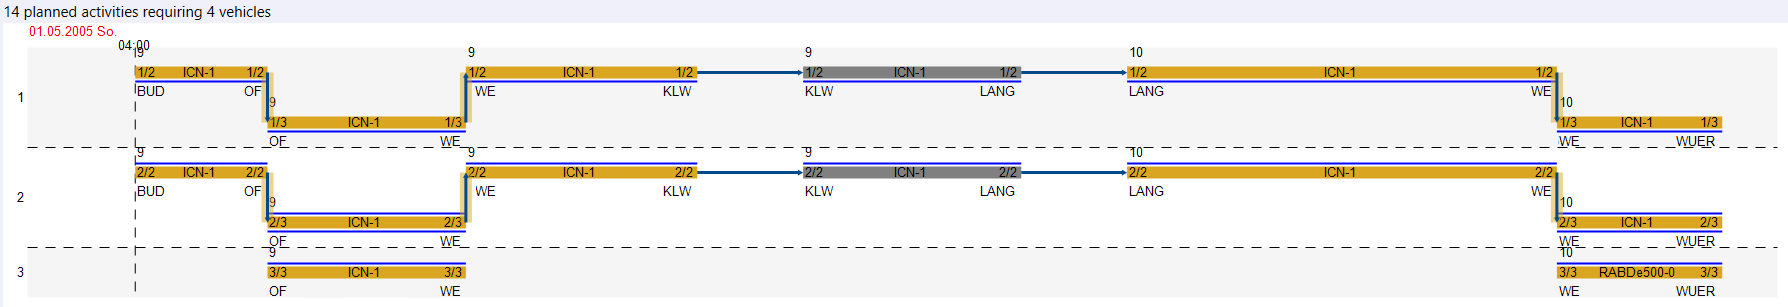 14 planned activities requiring 4 vehicles
01.05.2005 So.
04:00
9 9 9 10
1/2 ICN-1 1/2 1/2 ICN-1 1/2 1/2 ICN-1 1/2 1/2 ICN-1 1/2
BUD OF WE KLW KLW LANG LANG WE
1
9 10
1/3 ICN-1 1/3 1/3 ICN-1 1/3
OF WE WE WUER
9 9 9 10
2/2 ICN-1 2/2 2/2 ICN-1 2/2 2/2 ICN-1 2/2 2/2 ICN-1 2/2
BUD OF WE KLW KLW LANG LANG WE
2
9 10
2/3 ICN-1 2/3 2/3 ICN-1 2/3
OF WE WE WUER
9 10
3 3/3 ICN-1 3/3 3/3 RABDe500-0 3/3
OF WE WE WUER